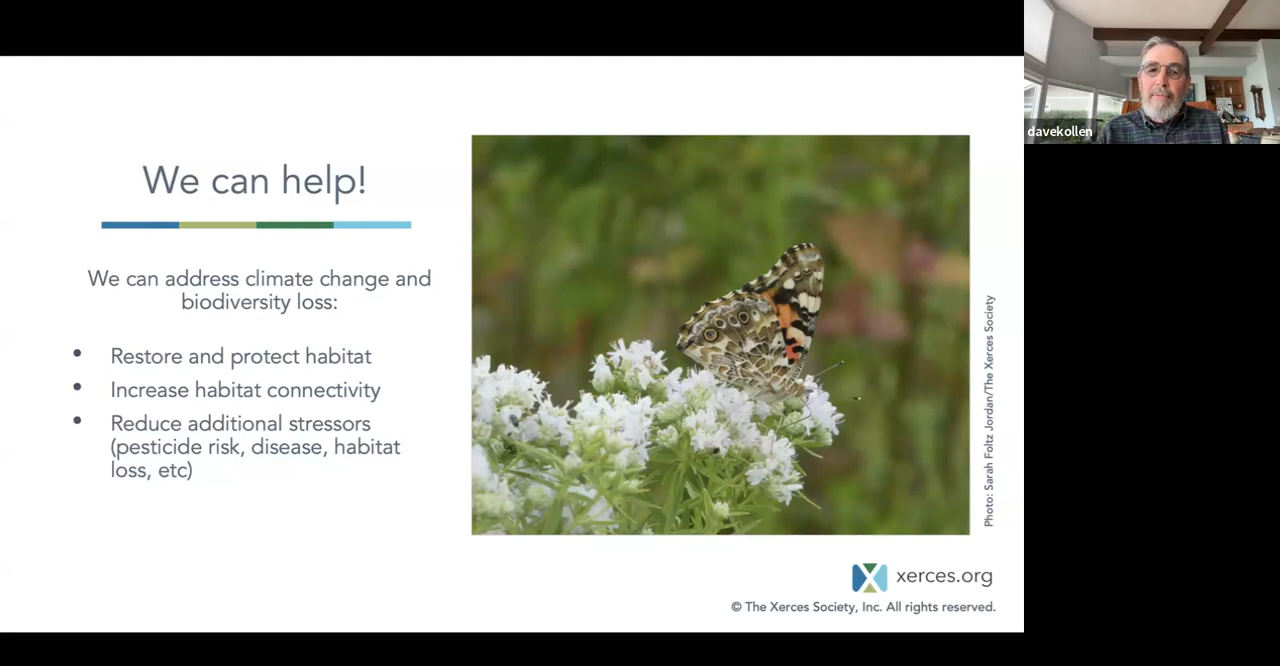 We can help!
We can address climate change and
biodiversity loss:
• Restore and protect habitat
• Increase habitat connectivity
• Reduce additional stressors
(pesticide risk, disease, habitat
loss, etc)
Photo: Sarah Foltz Jordan/The Xerces Society
xerces.org
© The Xerces Society, Inc. All rights reserved.
davekollen